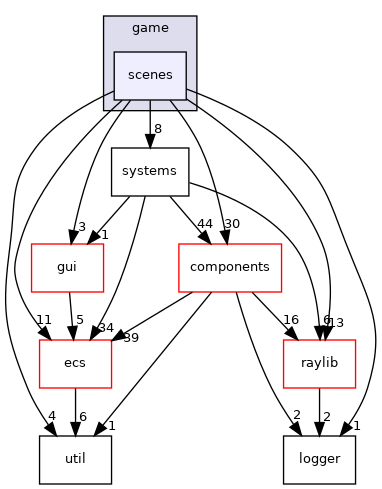 game
scenes
8
systems
3
1
44
30
gui
components
11
5
34
39
16
6
13
ecs
raylib
4
6
1
2
2
1
util
logger